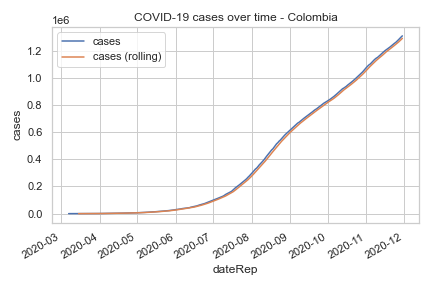 COVID-19 cases over time - Colombia
1e6
cases
cases (rolling)
1.2
1.0
0.8
0.6
0.4
0.2
0.0
cases
2020-03
2020-04
2020-05
2020-06
2020-07
2020-08
2020-09
2020-10
2020-11
2020-12
dateRep